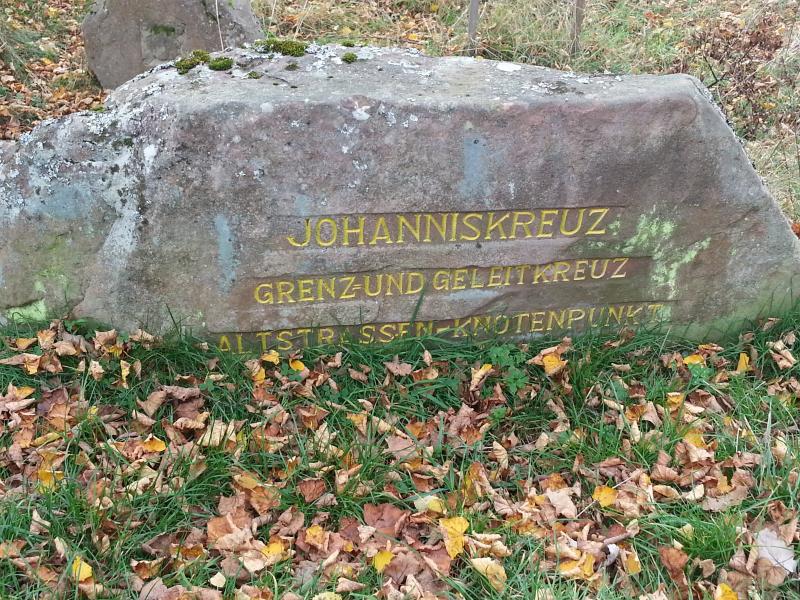 JOHANNISKREUZ
GRENZ-UND GELEITKREUZ
ALTSTRASSEN-KNOTENPUNKT